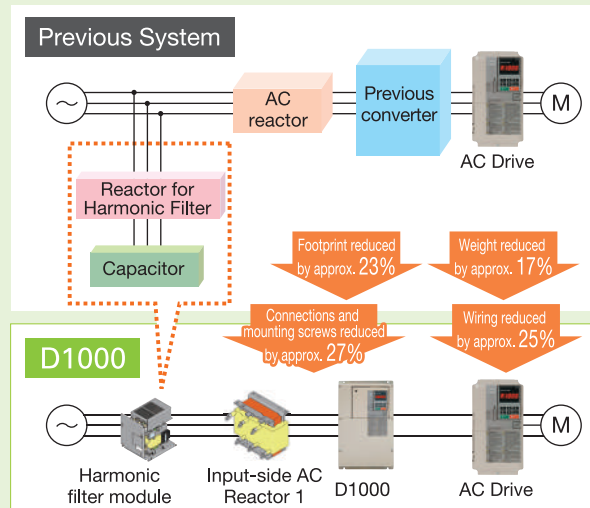 Previous System
~
AC
reactor
Previous
converter
M
AC Drive
Reactor for
Harmonic Filter
Capacitor
Footprint reduced
by approx. 23%
Weight reduced
by approx. 17%
Connections and
mounting screws reduced
by approx. 27%
Wiring reduced
by approx. 25%
D1000
~
M
Harmonic
filter module
Input-side AC
Reactor 1
D1000
AC Drive